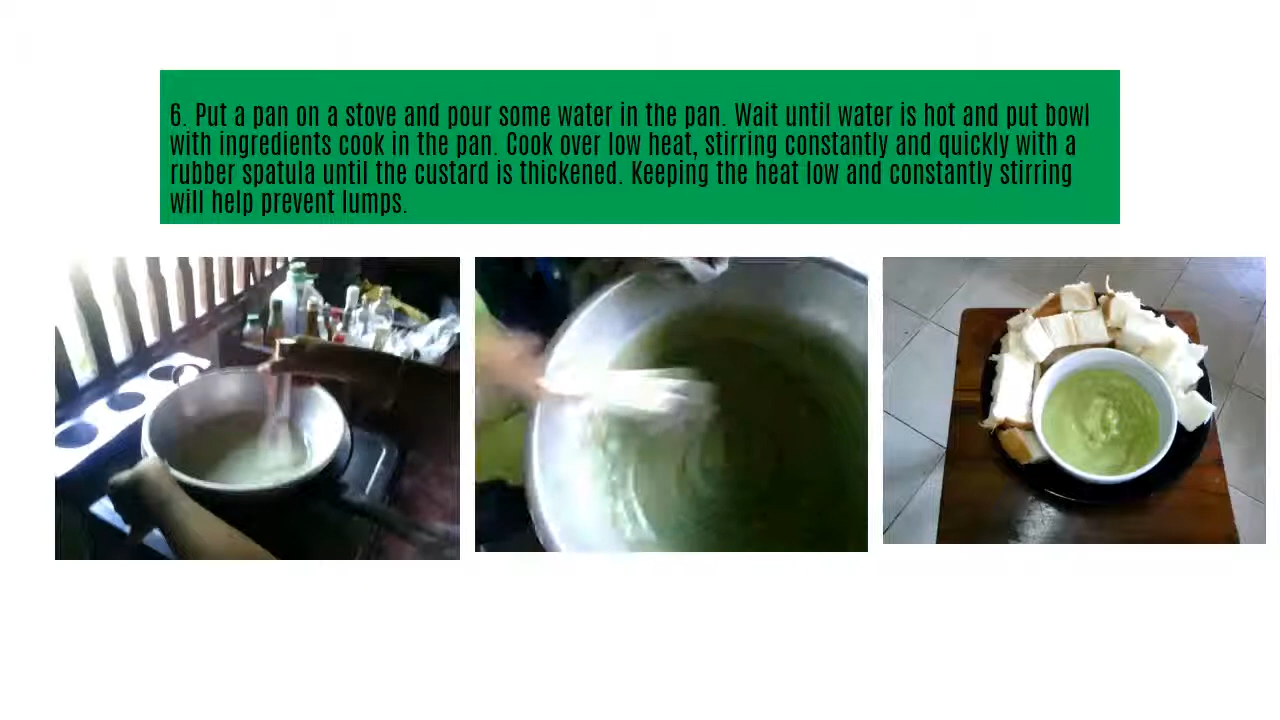 6. Put a pan on a stove and pour some water in the pan. Wait until water is hot and put bowl
with ingredients cook in the pan. Cook over low heat, stirring constantly and quickly with a
rubber spatula until the custard is thickened. Keeping the heat low and constantly stirring
will help prevent lumps.